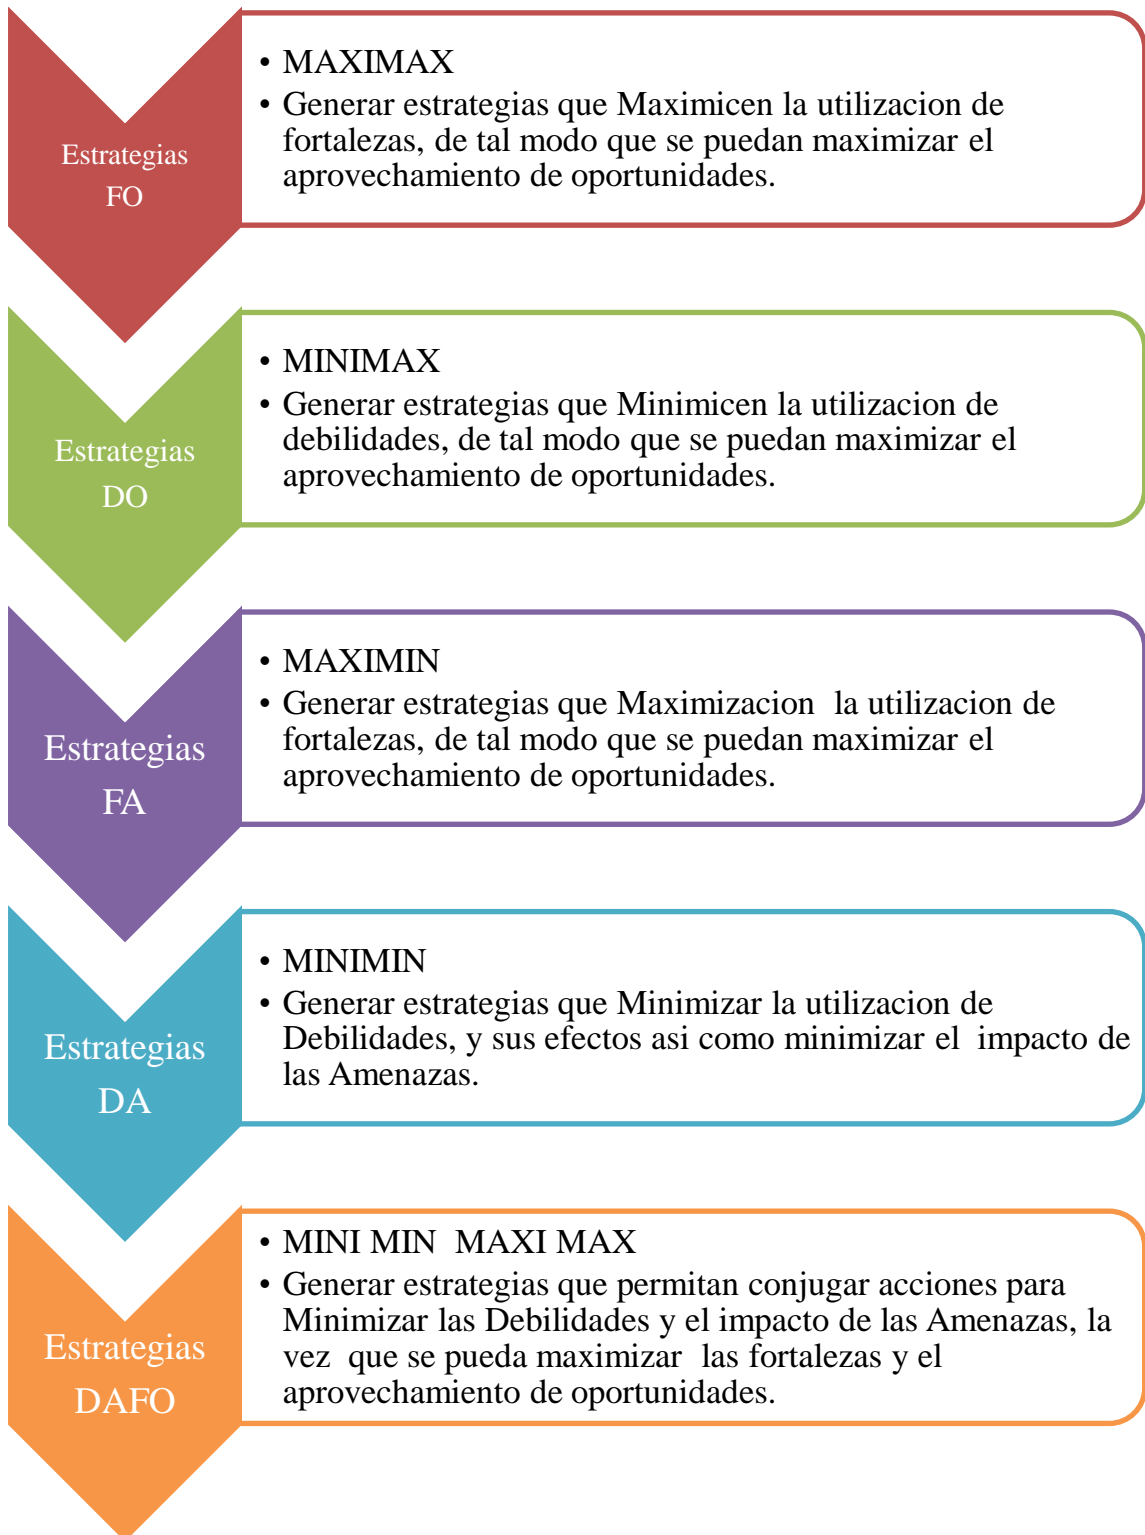 Estrategias
FO
• MAXIMAX
• Generar estrategias que Maximicen la utilizacion de
fortalezas, de tal modo que se puedan maximizar el
aprovechamiento de oportunidades.
Estrategias
DO
• MINIMAX
• Generar estrategias que Minimicen la utilizacion de
debilidades, de tal modo que se puedan maximizar el
aprovechamiento de oportunidades.
Estrategias
FA
• MAXIMIN
• Generar estrategias que Maximizacion  la utilizacion de
fortalezas, de tal modo que se puedan maximizar el
aprovechamiento de oportunidades.
Estrategias
DA
• MINIMIN
• Generar estrategias que Minimizar la utilizacion de
Debilidades, y sus efectos asi como minimizar el  impacto de
las Amenazas.
Estrategias
DAFO
• MINI MIN  MAXI MAX
• Generar estrategias que permitan conjugar acciones para
Minimizar las Debilidades y el impacto de las Amenazas, la
vez  que se pueda maximizar  las fortalezas y el
aprovechamiento de oportunidades.